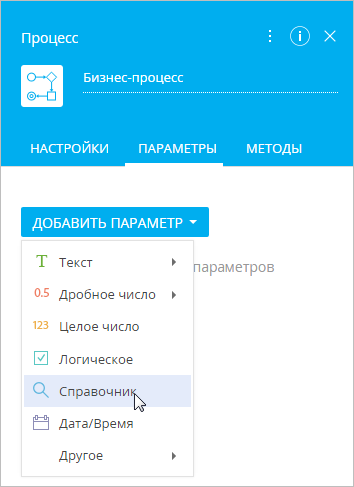 Процесс
Бизнес-процесс
НАСТРОЙКИ ПАРАМЕТРЫ МЕТОДЫ
ДОБАВИТЬ ПАРАМЕТР
T Текст
параметров
0.5 Дробное число
123 Целое число
Логическое
Справочник
Дата/Время
Другое